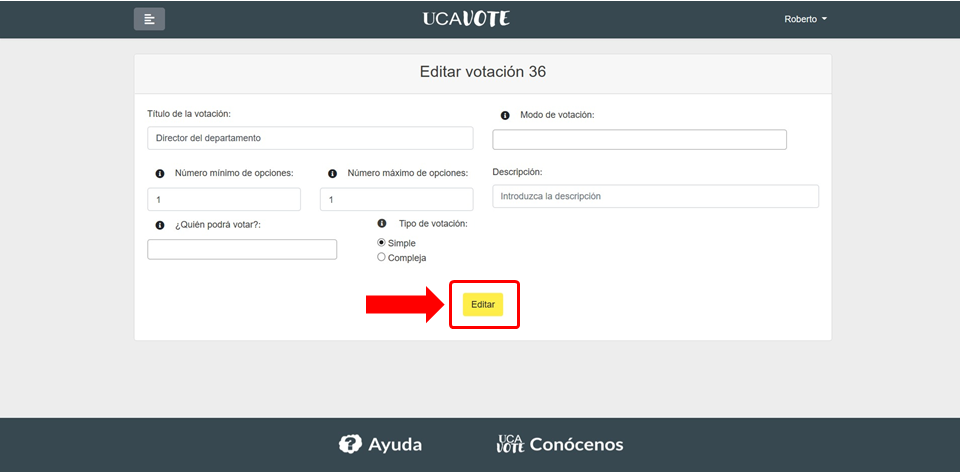 UCAVOTE
Roberto
Editar votación 36
Título de la votación:
Director del departamento
Modo de votación:
Número mínimo de opciones:
1
Número máximo de opciones:
1
Descripción:
Introduzca la descripción
¿Quién podrá votar?:
Tipo de votación:
Simple
Compleja
Editar
Ayuda
UCA
VOTE
Conócenos